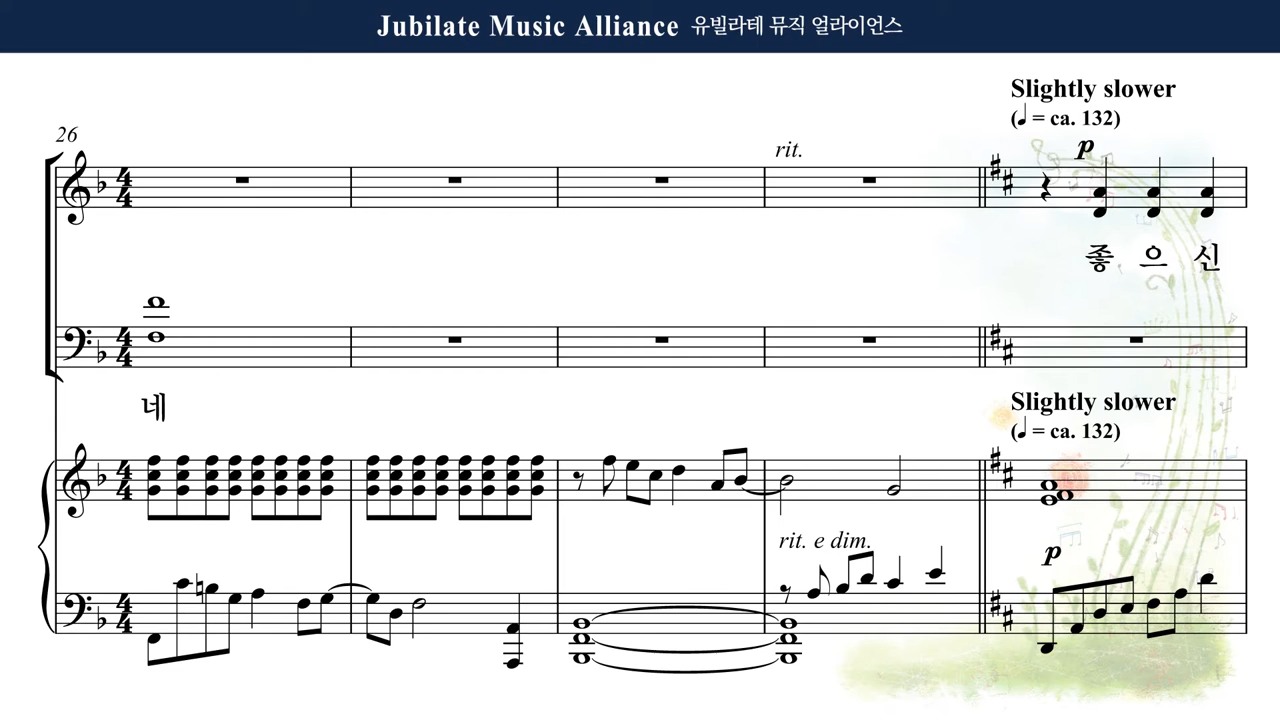 Jubilate Music Alliance 유빌라테 뮤직 얼라이언스
Slightly slower
(♩ = ca. 132)
26
rit.
p
좋 으 신
네
Slightly slower
(♩ = ca. 132)
rit. e dim.
p